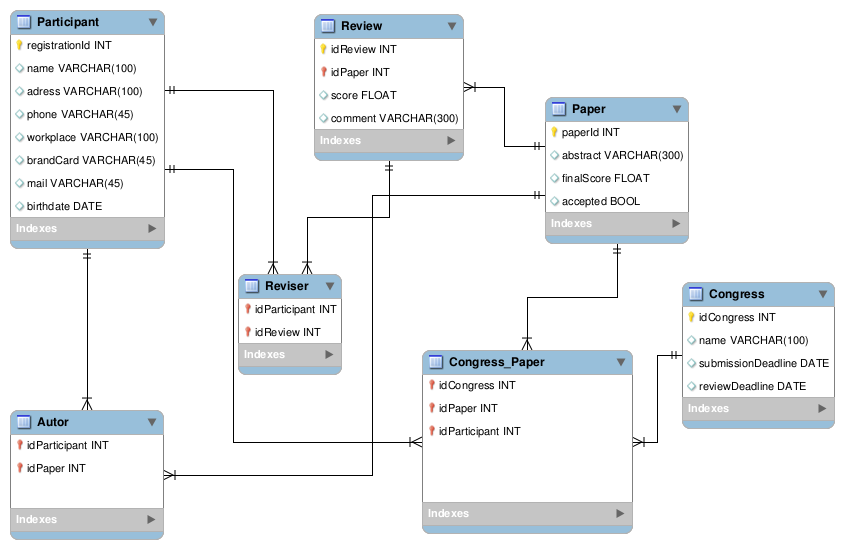 Participant
registrationId INT
name VARCHAR(100)
adress VARCHAR(100)
phone VARCHAR(45)
workplace VARCHAR(100)
brandCard VARCHAR(45)
mail VARCHAR(45)
birthdate DATE
Indexes
Review
idReview INT
idPaper INT
score FLOAT
comment VARCHAR(300)
Indexes
Paper
paperId INT
abstract VARCHAR(300)
finalScore FLOAT
accepted BOOL
Indexes
Reviser
idParticipant INT
idReview INT
Indexes
Congress
idCongress INT
name VARCHAR(100)
submissionDeadline DATE
reviewDeadline DATE
Indexes
Congress_Paper
idCongress INT
idPaper INT
idParticipant INT
Indexes
Autor
idParticipant INT
idPaper INT
Indexes